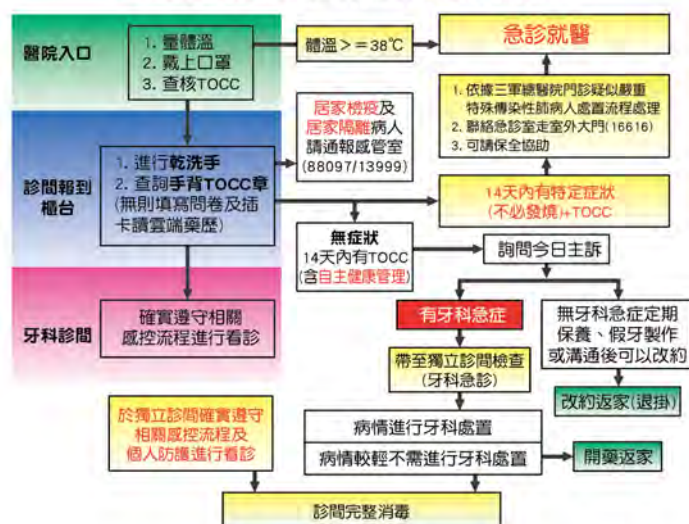 醫院入口
1. 量體溫
2. 戴上口罩
3. 查核TOCC
體溫>=38℃
急診就醫
1. 依據三軍總醫院門診疑似嚴重
特殊傳染性肺病人處置流程處理
2. 聯絡急診室走室外大門(16616)
3. 可請保全協助
居家檢疫及
居家隔離病人
請通報感管室
(88097/13999)
診間報到
櫃台
1. 進行乾洗手
2. 查詢手背TOCC章
(無則填寫問卷及插
卡讀雲端藥歷)
14天內有特定症狀
(不必發燒)+TOCC
無症狀
14天內有TOCC
(含自主健康管理)
詢問今日主訴
牙科診間
確實遵守相關
感控流程進行看診
有牙科急症
無牙科急症定期
保養、假牙製作
或溝通後可以改約
帶至獨立診間檢查
(牙科急診)
改約返家(退掛)
於獨立診間確實遵守
相關感控流程及
個人防護進行看診
病情進行牙科處置
病情較輕不需進行牙科處置
開藥返家
診間完整消毒